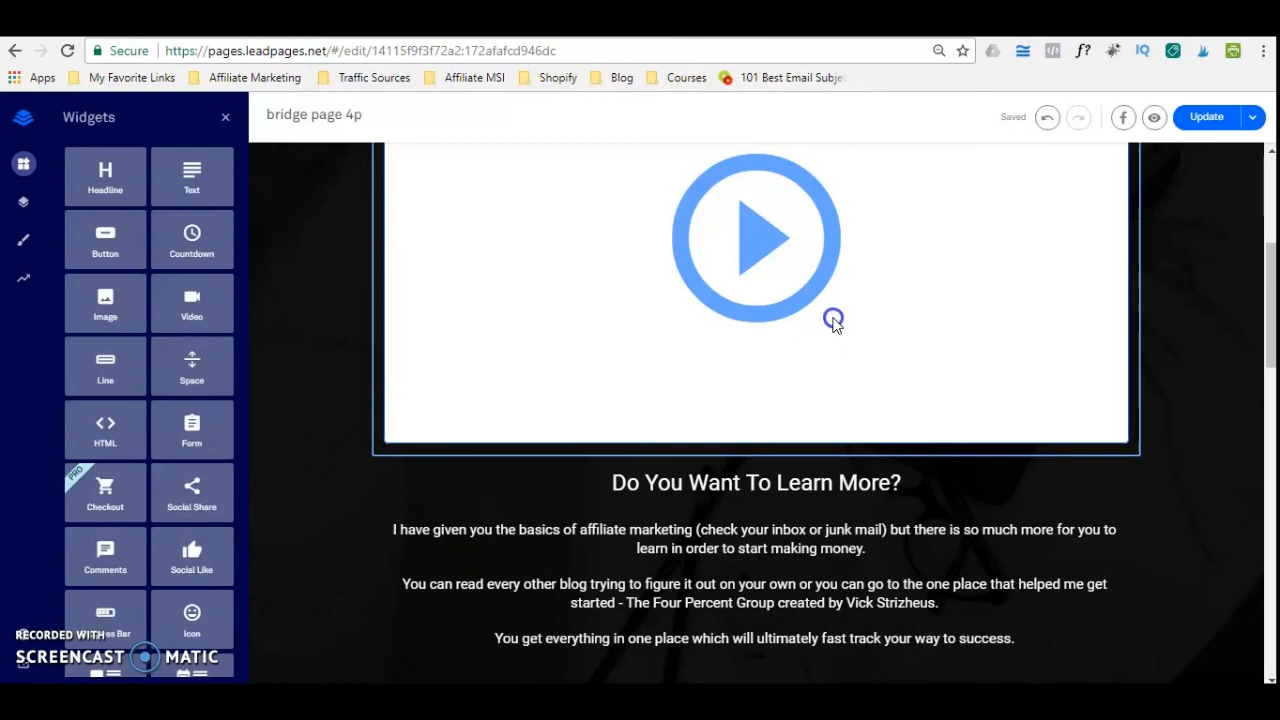 Secure https://pages.leadpages.net/#/edit/14115f9f3f72a2:172afafcd946dc
Apps My Favorite Links Affiliate Marketing Traffic Sources Affiliate MSI Shopify Blog Courses 101 Best Email Subje
Widgets
bridge page 4p
Saved
Update
Headline Text
Button Countdown
Image Video
Line Space
HTML Form
PRO
Checkout Social Share
Comments Social Like
Icon
Do You Want To Learn More?
I have given you the basics of affiliate marketing (check your inbox or junk mail) but there is so much more for you to
learn in order to start making money.
You can read every other blog trying to figure it out on your own or you can go to the one place that helped me get
started - The Four Percent Group created by Vick Strizheus.
You get everything in one place which will ultimately fast track your way to success.
RECORDED WITH
SCREENCAST MATIC